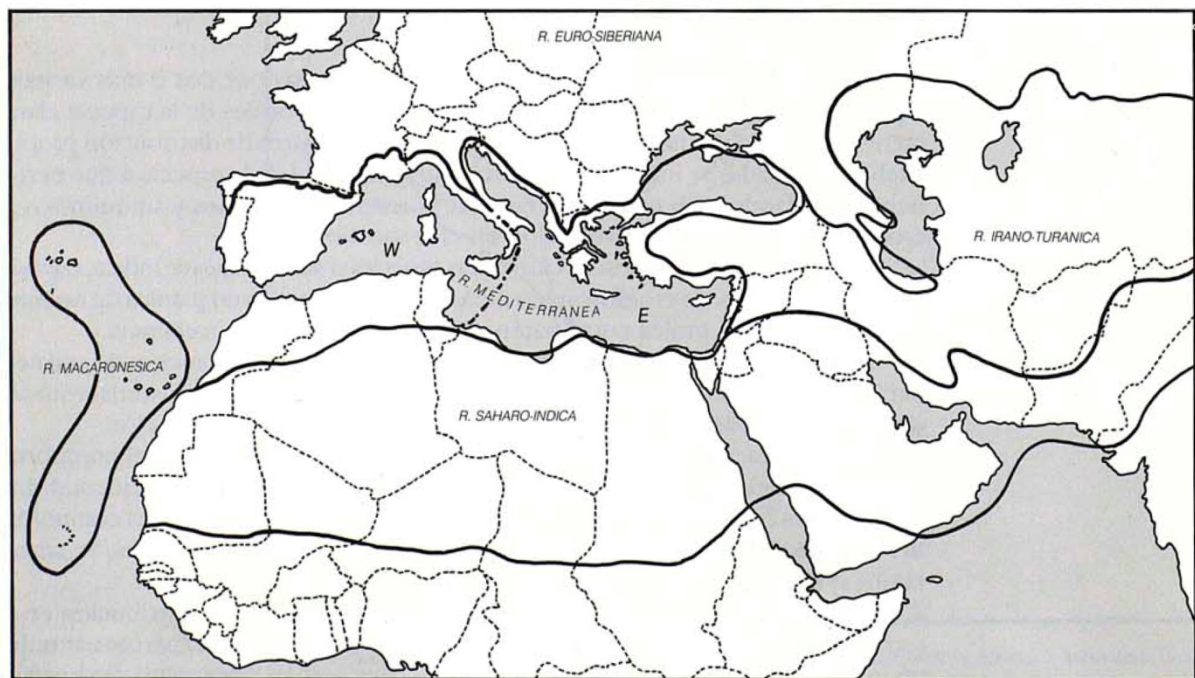 R. EURO-SIBERIANA
R. IRANO-TURANICA
W
R. MEDITERRANEA
E
R. MACARONESICA
R. SAHARO-INDICA